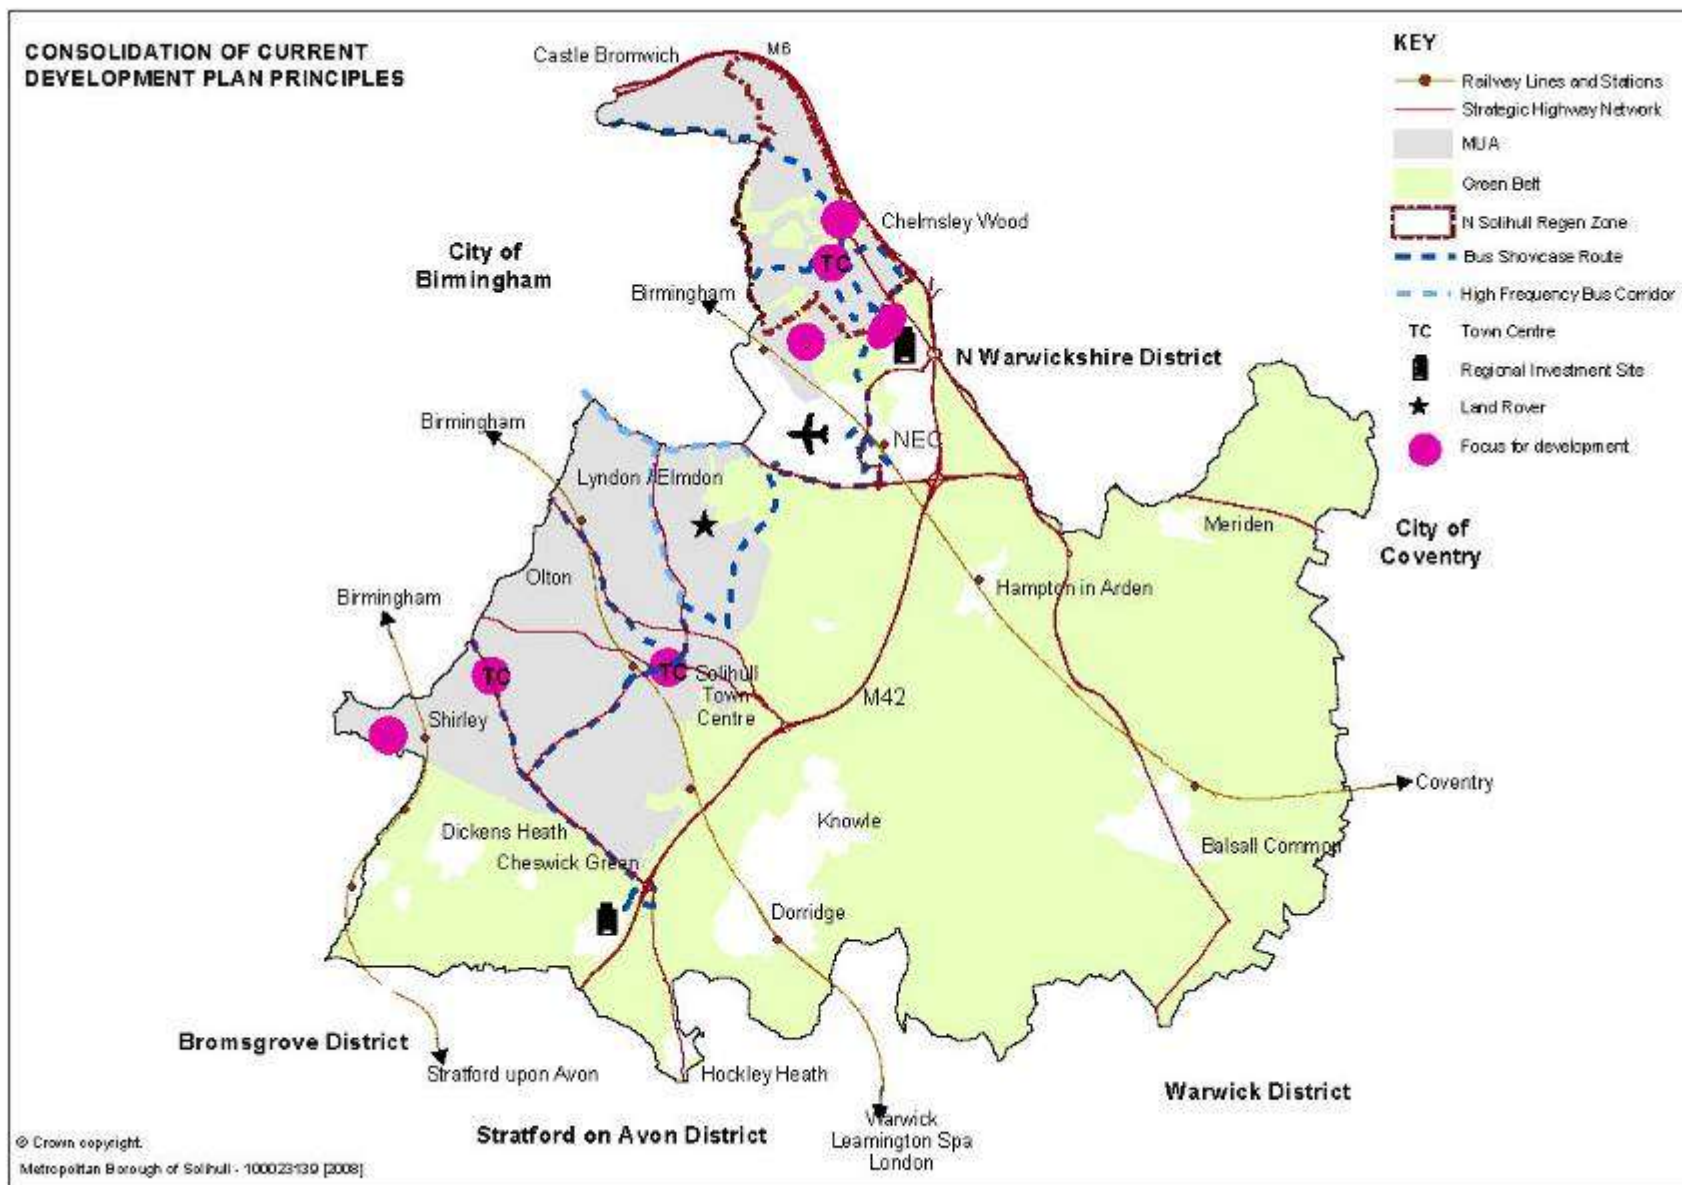 CONSOLIDATION OF CURRENT
DEVELOPMENT PLAN PRINCIPLES
Castle Bromwich
M6
Chelmsley Wood
City of
Birmingham
TC
Birmingham
N Warwickshire District
Birmingham
NEC
Lyndon / Elmdon
Meriden
City of
Coventry
Olton
Hampton in Arden
Birmingham
TC
TC
Solihull
Town
Centre
M42
Shirley
Coventry
Knowle
Dickens Heath
Balsall Common
Cheswick Green
Dorridge
Bromsgrove District
Stratford upon Avon
Hockley Heath
Warwick District
Stratford on Avon District
Warwick
Leamington Spa
London
KEY
Railway Lines and Stations
Strategic Highway Network
MUA
Green Belt
N Solihull Regen Zone
Bus Showcase Route
High Frequency Bus Corridor
TC Town Centre
Regional Investment Site
Land Rover
Focus for development
© Crown copyright.
Metropolitan Borough of Solihull - 100023139 [2008]